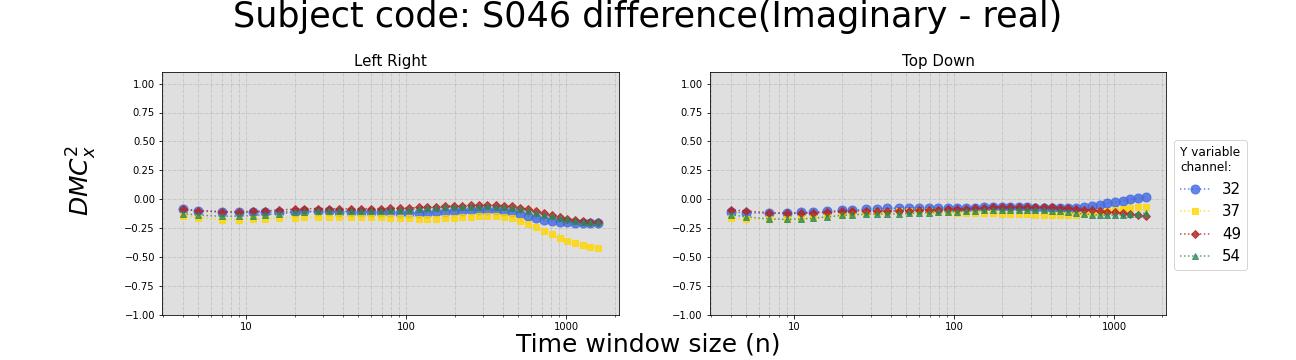 Subject code: S046 difference(Imaginary - real)
Left Right
Top Down
DMC²ₓ
1.00
0.75
0.50
0.25
0.00
−0.25
−0.50
−0.75
−1.00
10 100 1000
1.00
0.75
0.50
0.25
0.00
−0.25
−0.50
−0.75
−1.00
10 100 1000
Y variable
channel:
32
37
49
54
Time window size (n)